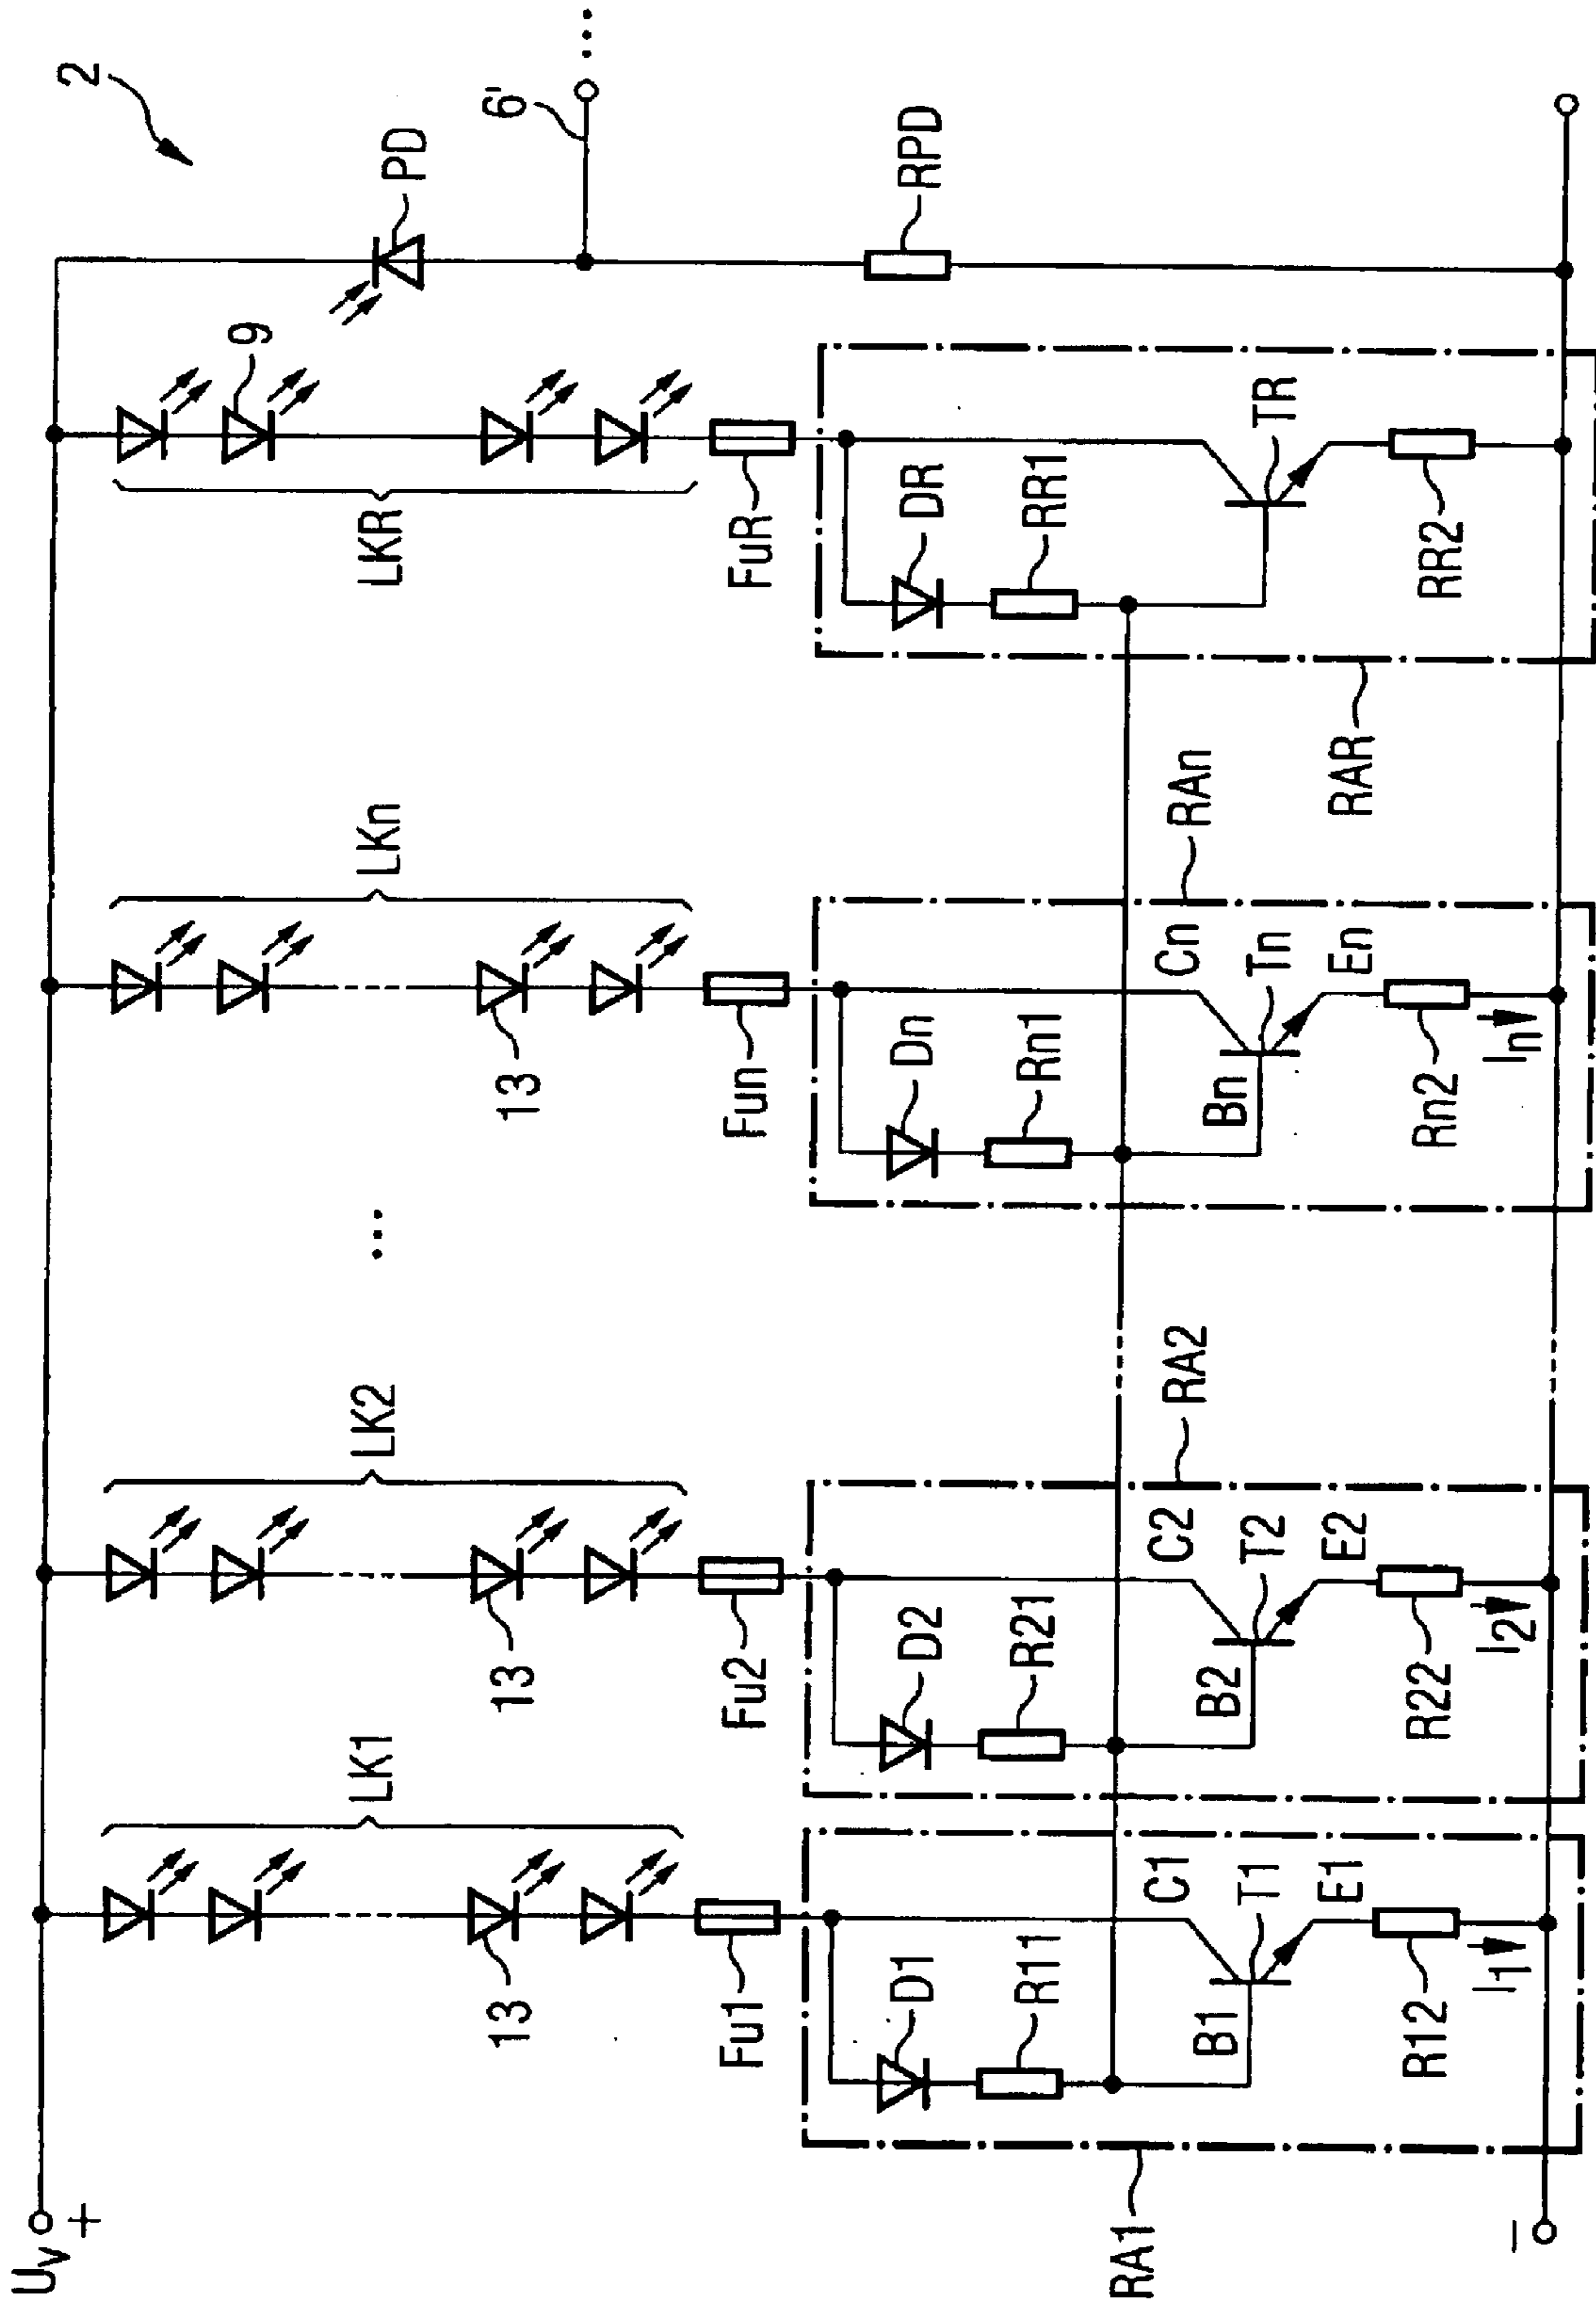 2
LK1
LK2
LKn
LKR
9
PD
6'
...
13
13
...
13
Fu1
Fu2
Fun
FuR
RPD
Uv
+
RA1
D1
R11
B1
C1
T1
E1
R12
I1
RA2
D2
R21
B2
C2
T2
E2
R22
I2
RAn
Dn
Rn1
Bn
Cn
Tn
En
Rn2
In
RAR
DR
RR1
TR
RR2
−